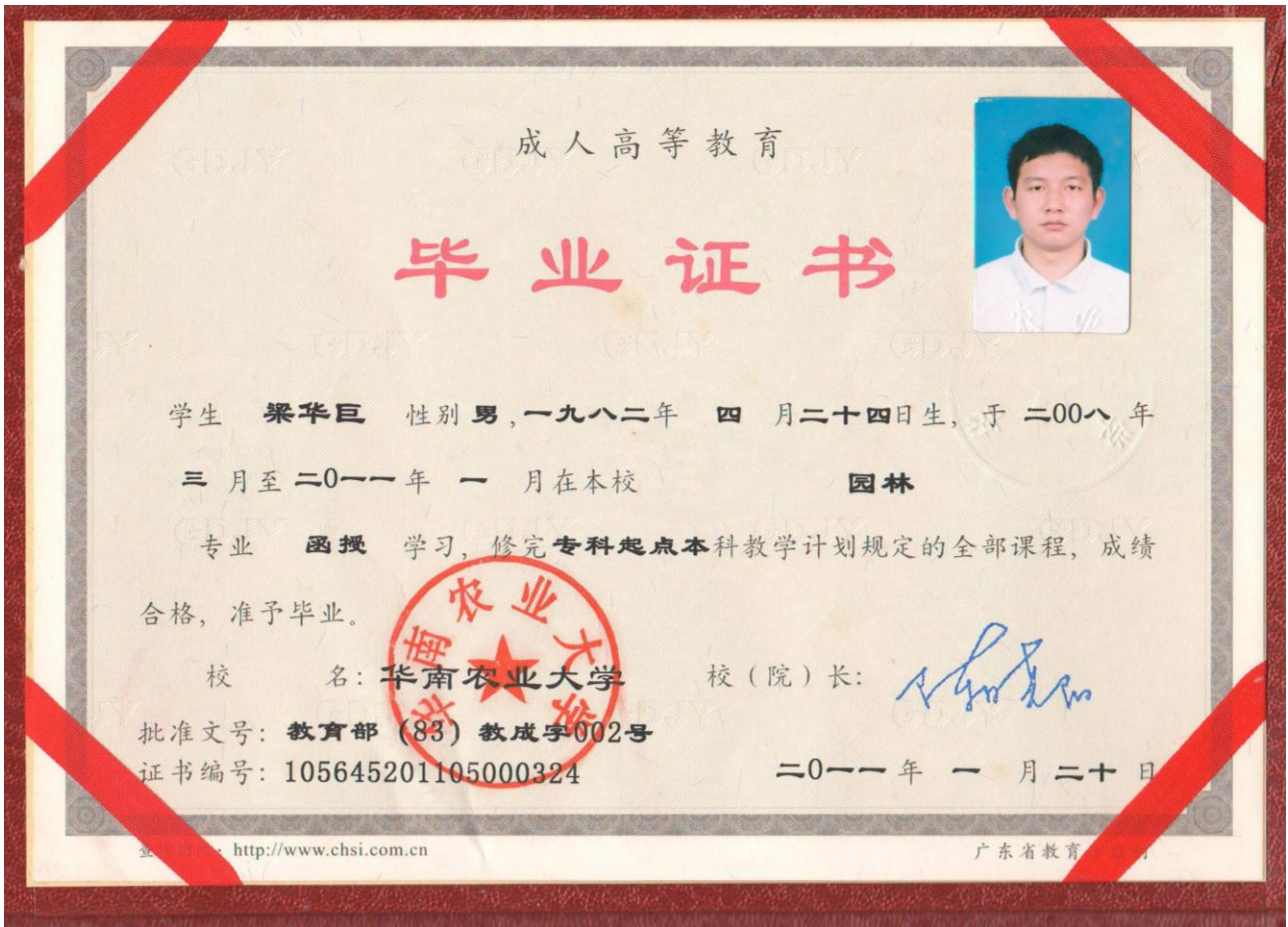 成人高等教育
毕业证书
学生 梁华巨 性别 男,一九八二年 四 月二十四日生,于 二00八 年
三 月至 二0一一 年 一 月在本校 园林
专业 函授 学习,修完专科起点本科教学计划规定的全部课程,成绩
合格,准予毕业。
华南农业大学
校 名:华南农业大学 校(院)长:
批准文号:教育部(83)教成字002号
证书编号:105645201105000324 二0一一 年 一 月二十 日
http://www.chsi.com.cn 广东省教育